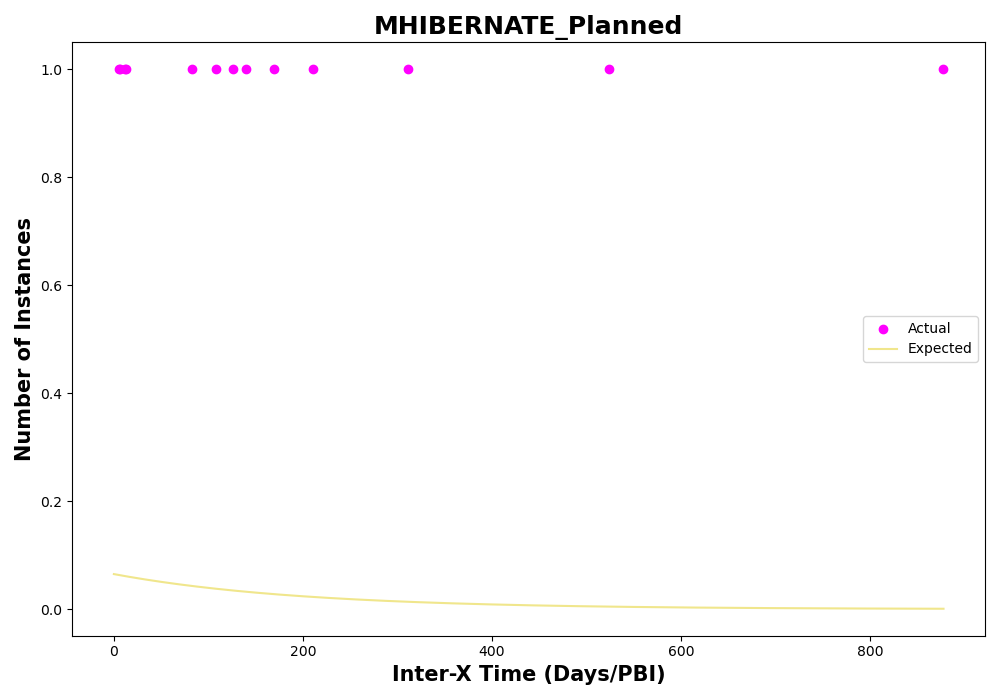 MHIBERNATE_Planned
Number of Instances
1.0
0.8
0.6
0.4
0.2
0.0
Actual
Expected
0
200
400
600
800
Inter-X Time (Days/PBI)